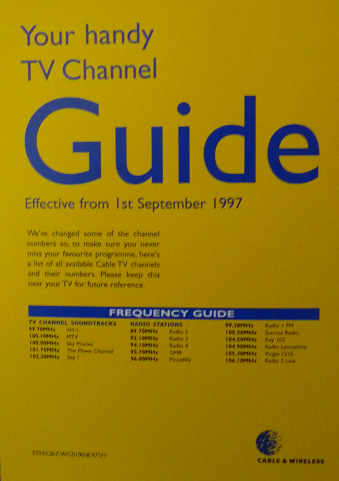 Your handy
TV Channel
Guide
Effective from 1st September 1997
We've changed some of the channel
numbers so, to make sure you never
miss your favourite programme, here's
a list of all available Cable TV channels
and their numbers. Please keep this
near your TV for future reference.
FREQUENCY GUIDE
TV CHANNEL SOUNDTRACKS
99.70MHz VH-1
100.10MHz MTV
100.90MHz Sky Movies
101.70MHz The Movie Channel
102.30MHz Sky 1
RADIO STATIONS
89.70MHz Radio 2
92.10MHz Radio 3
94.10MHz Radio 4
95.70MHz GMR
96.00MHz Piccadilly
99.30MHz Radio 1 FM
100.50MHz Sunrise Radio
104.50MHz Key 103
104.90MHz Radio Lancashire
105.30MHz Virgin 1215
106.10MHz Radio 5 Live
CABLE & WIRELESS